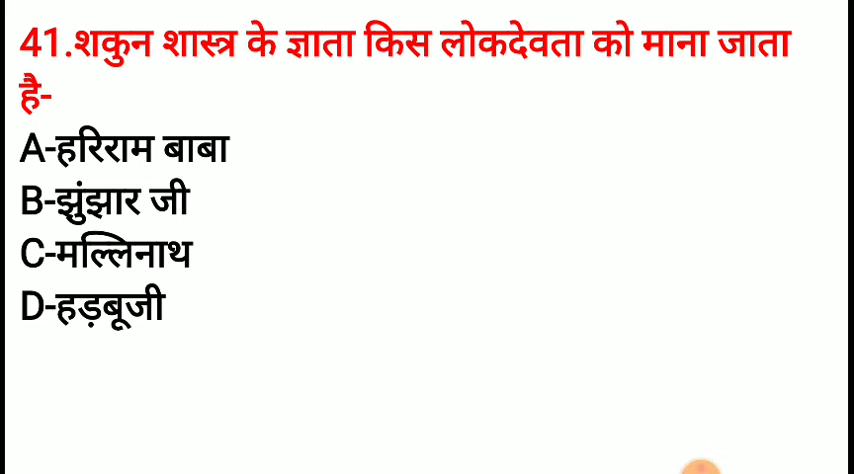 41.शकुन शास्त्र के ज्ञाता किस लोकदेवता को माना जाता
है-
A-हरिराम बाबा
B-झुंझार जी
C-मल्लिनाथ
D-हड़बूजी